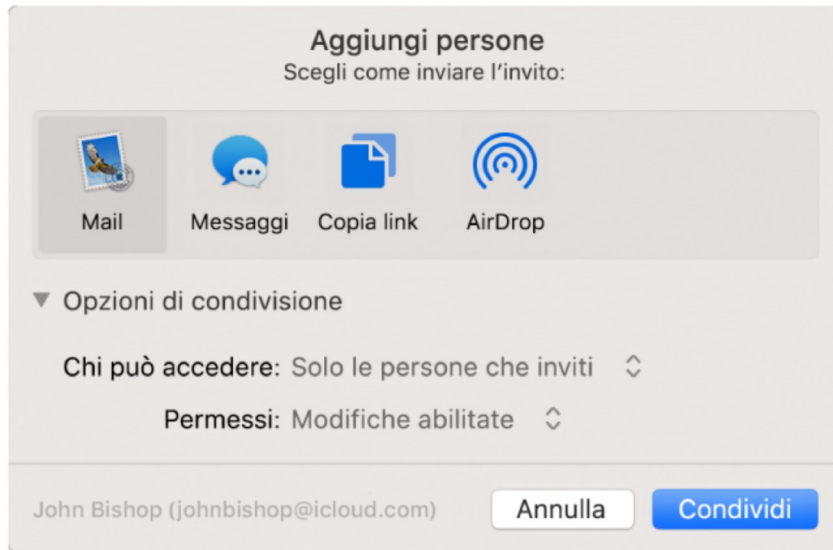 Aggiungi persone
Scegli come inviare l'invito:
Mail Messaggi Copia link AirDrop
Opzioni di condivisione
Chi può accedere: Solo le persone che inviti
Permessi: Modifiche abilitate
John Bishop (johnbishop@icloud.com) Annulla Condividi